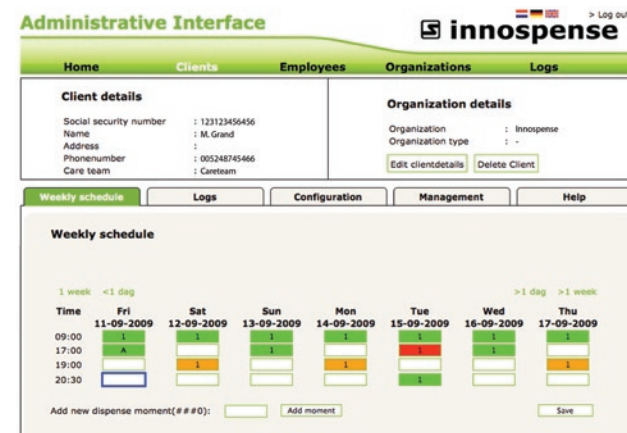 Administrative Interface
> Log out
innospense
Home Clients Employees Organizations Logs
Client details
Social security number : 123123456456
Name : M. Grand
Address :
Phonenumber : 005248745466
Care team : Careteam
Organization details
Organization : Innospense
Organization type : -
Edit clientdetails Delete Client
Weekly schedule Logs Configuration Management Help
Weekly schedule
1 week <1 dag >1 dag >1 week
Time Fri Sat Sun Mon Tue Wed Thu
11-09-2009 12-09-2009 13-09-2009 14-09-2009 15-09-2009 16-09-2009 17-09-2009
09:00 1 1 1 1 1 1 1
17:00 A 1 1 1
19:00 1 1 1
20:30 1
Add new dispense moment(###0): Add moment Save